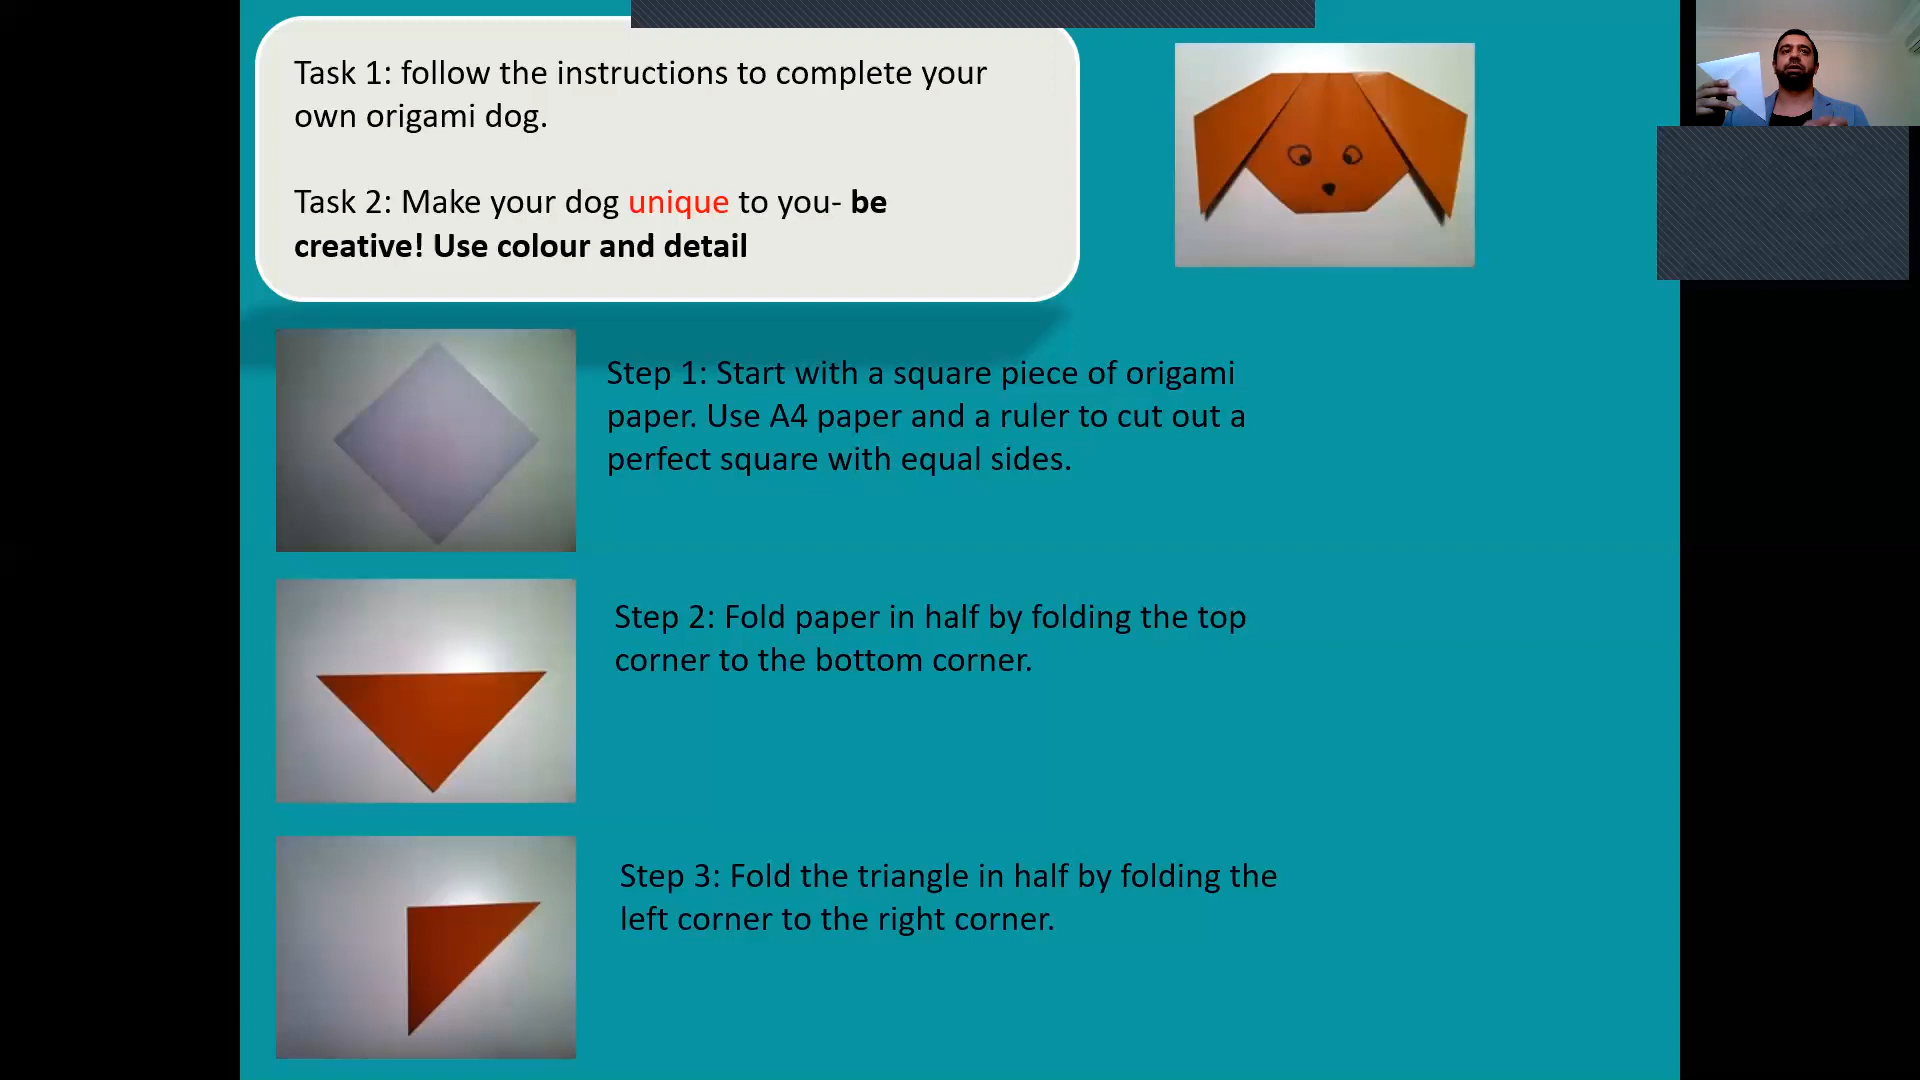 Task 1: follow the instructions to complete your
own origami dog.
Task 2: Make your dog unique to you- be
creative! Use colour and detail
Step 1: Start with a square piece of origami
paper. Use A4 paper and a ruler to cut out a
perfect square with equal sides.
Step 2: Fold paper in half by folding the top
corner to the bottom corner.
Step 3: Fold the triangle in half by folding the
left corner to the right corner.